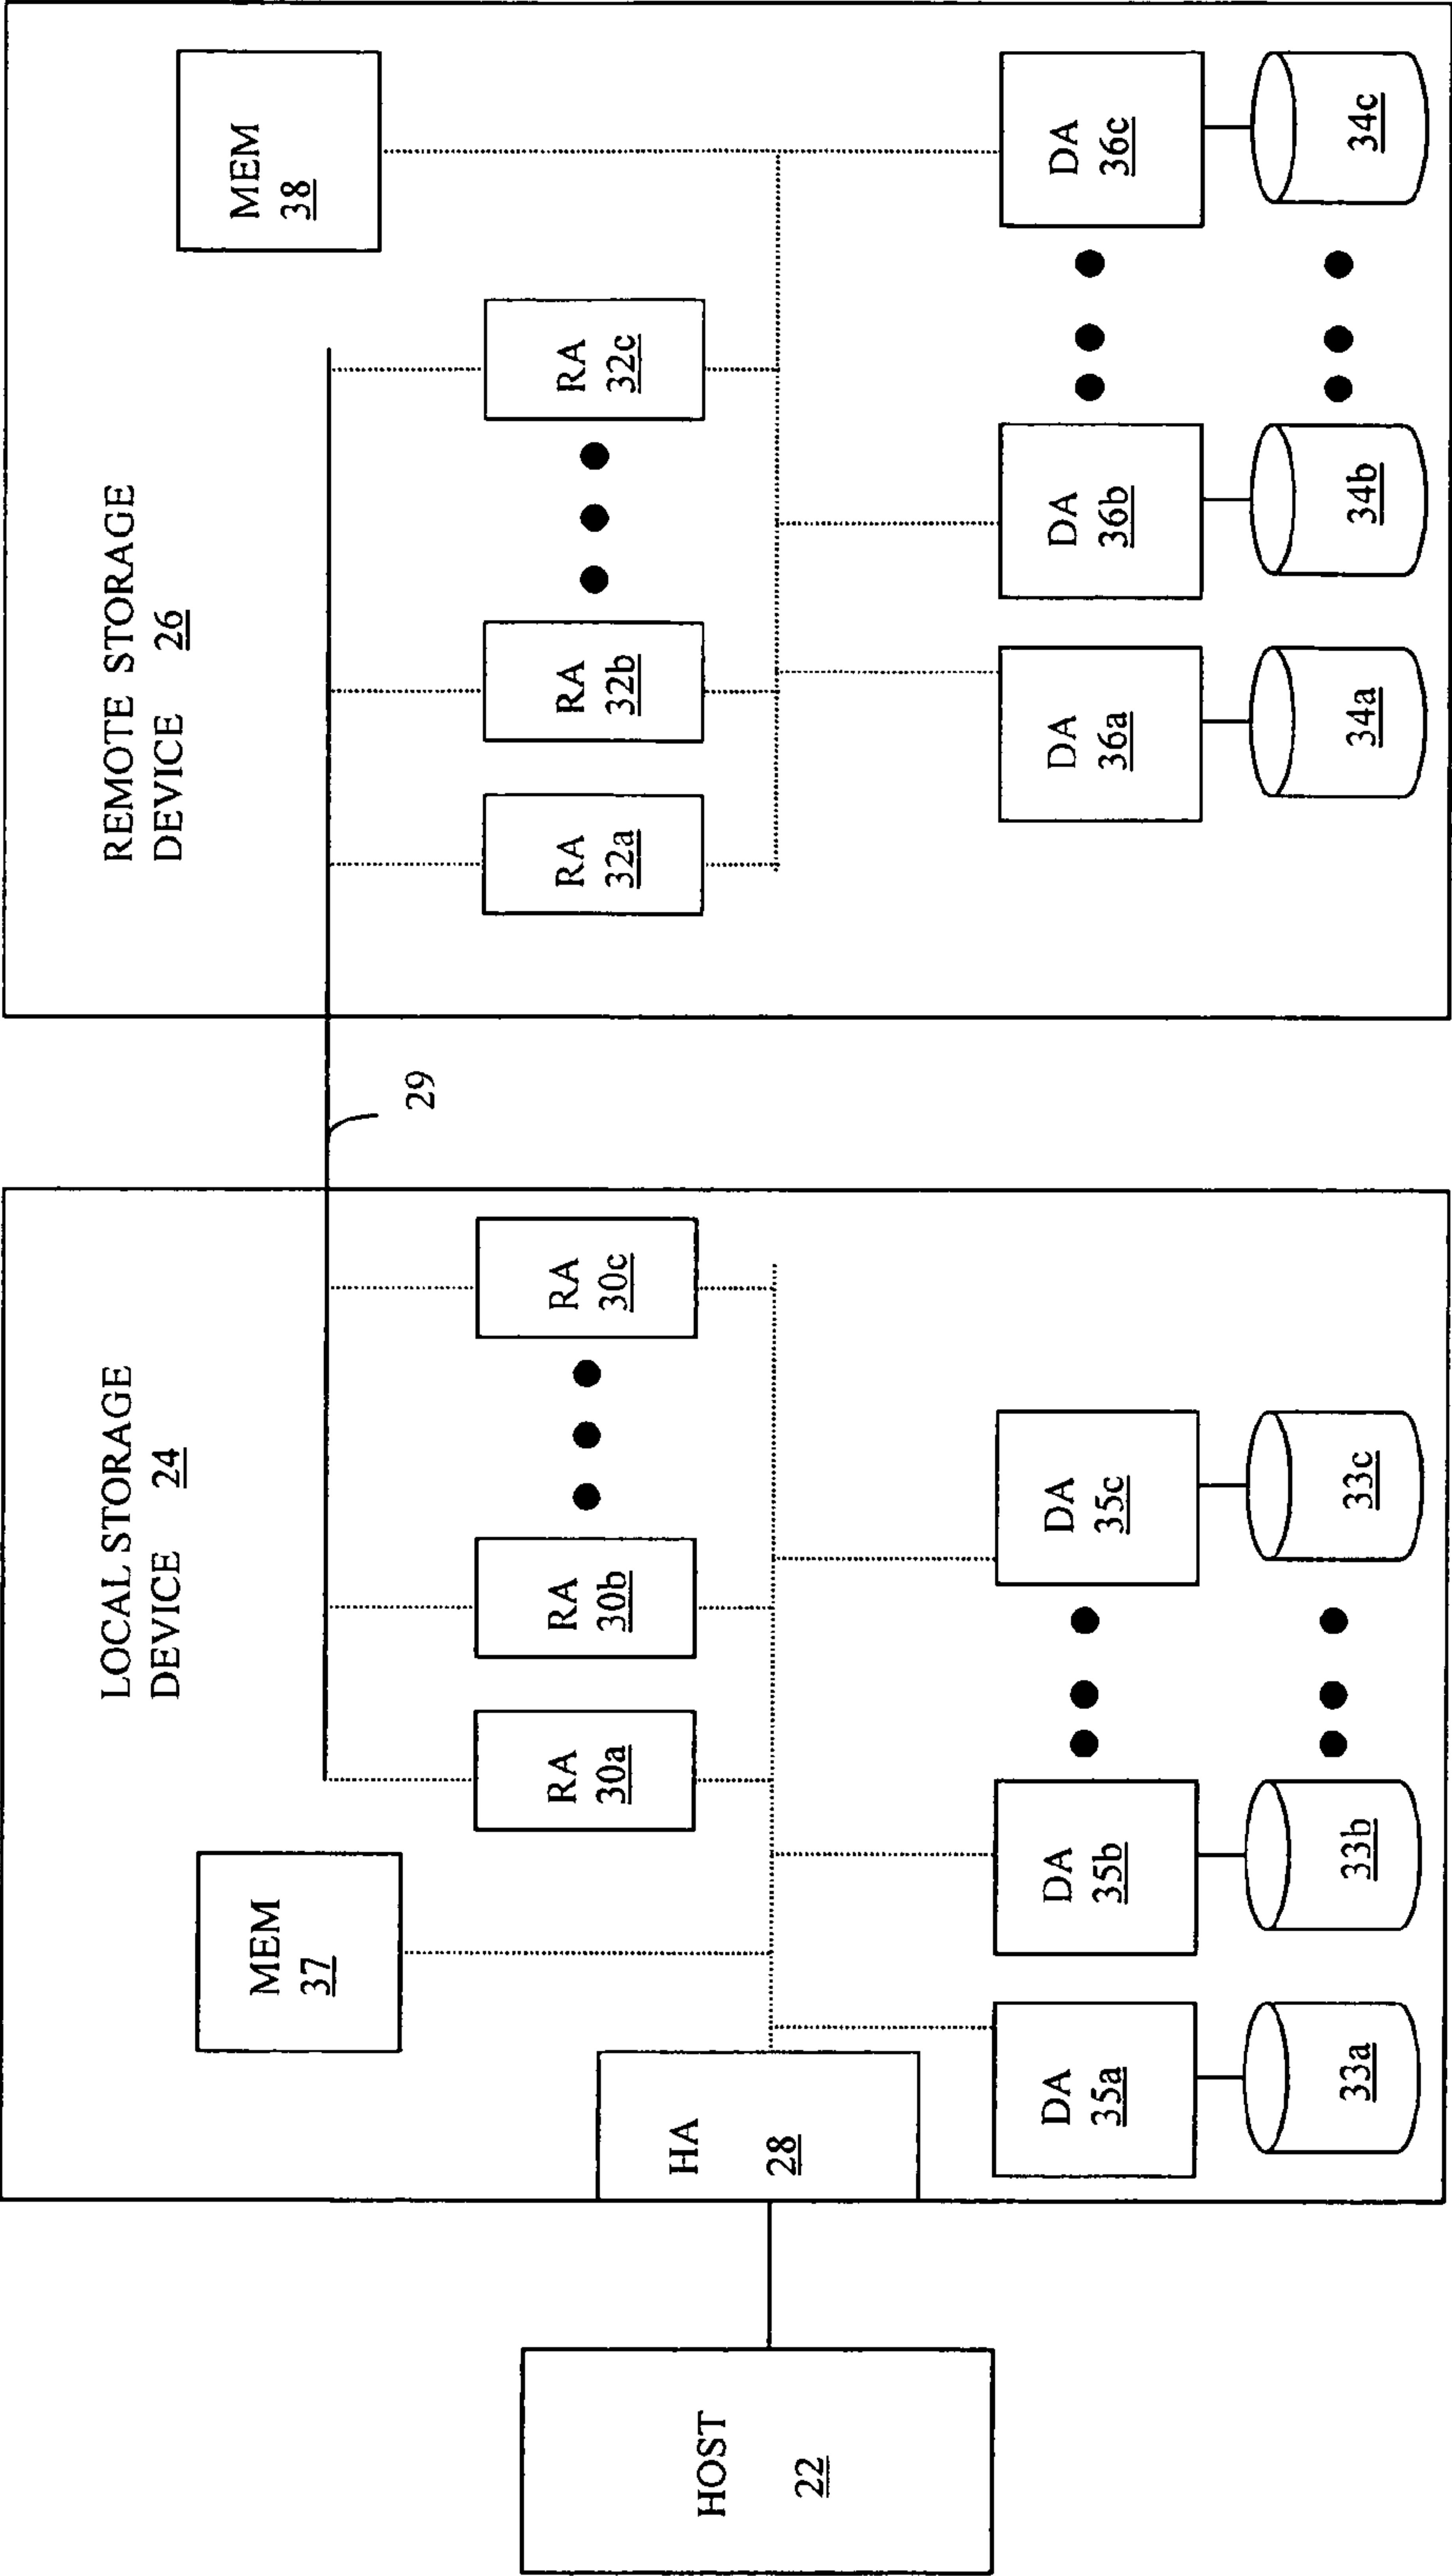 LOCAL STORAGE
DEVICE 24
MEM
37
RA
30a
RA
30b
RA
30c
HA
28
HOST
22
DA
35a
DA
35b
DA
35c
33a
33b
33c
29
REMOTE STORAGE
DEVICE 26
MEM
38
RA
32a
RA
32b
RA
32c
DA
36a
DA
36b
DA
36c
34a
34b
34c